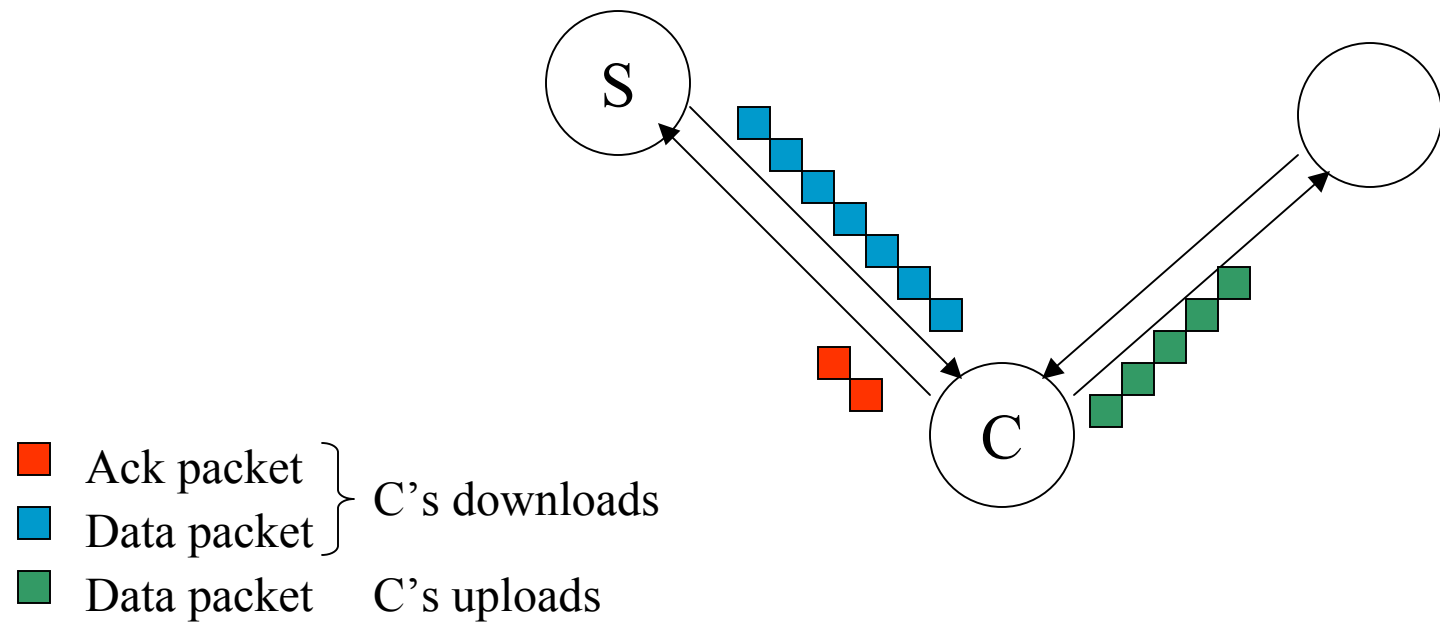 S
C
Ack packet
C’s downloads
Data packet
Data packet C’s uploads